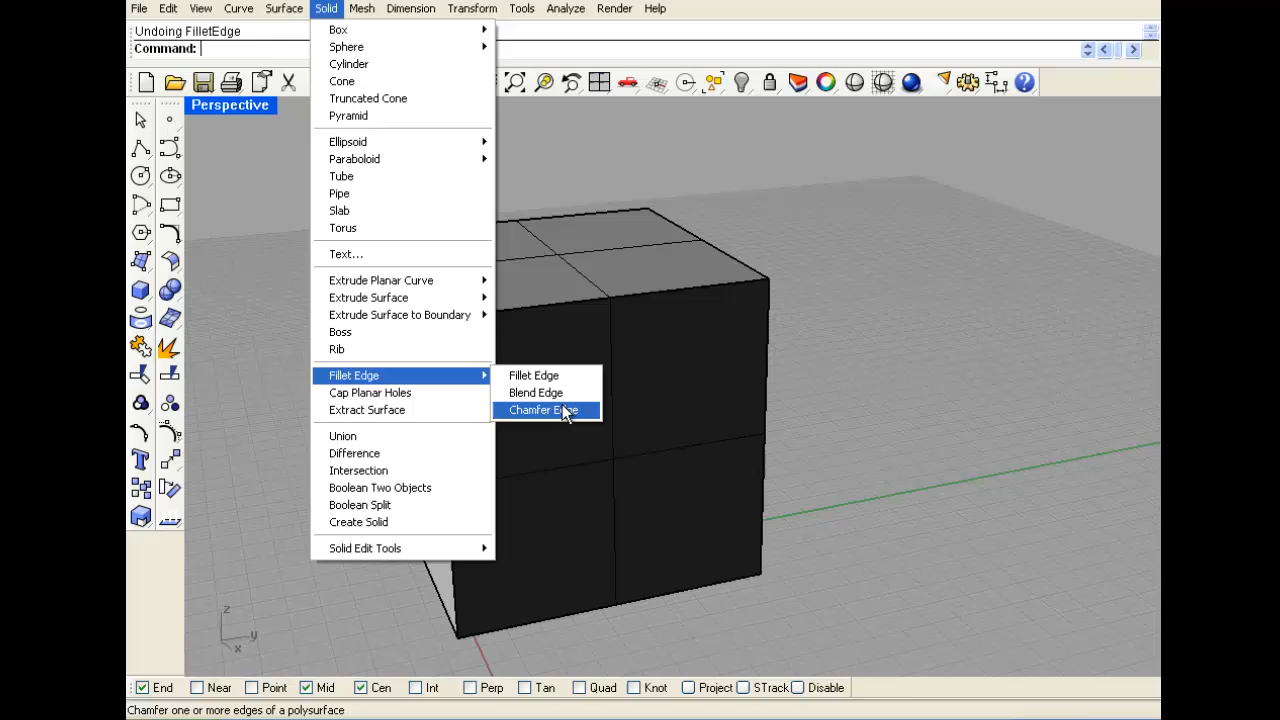 File Edit View Curve Surface Solid Mesh Dimension Transform Tools Analyze Render Help
Undoing FilletEdge
Command:
Perspective
Box
Sphere
Cylinder
Cone
Truncated Cone
Pyramid
Ellipsoid
Paraboloid
Tube
Pipe
Slab
Torus
Text...
Extrude Planar Curve
Extrude Surface
Extrude Surface to Boundary
Boss
Rib
Fillet Edge
Cap Planar Holes
Extract Surface
Union
Difference
Intersection
Boolean Two Objects
Boolean Split
Create Solid
Solid Edit Tools
Fillet Edge
Blend Edge
Chamfer Edge
z
y
x
End Near Point Mid Cen Int Perp Tan Quad Knot Project STrack Disable
Chamfer one or more edges of a polysurface